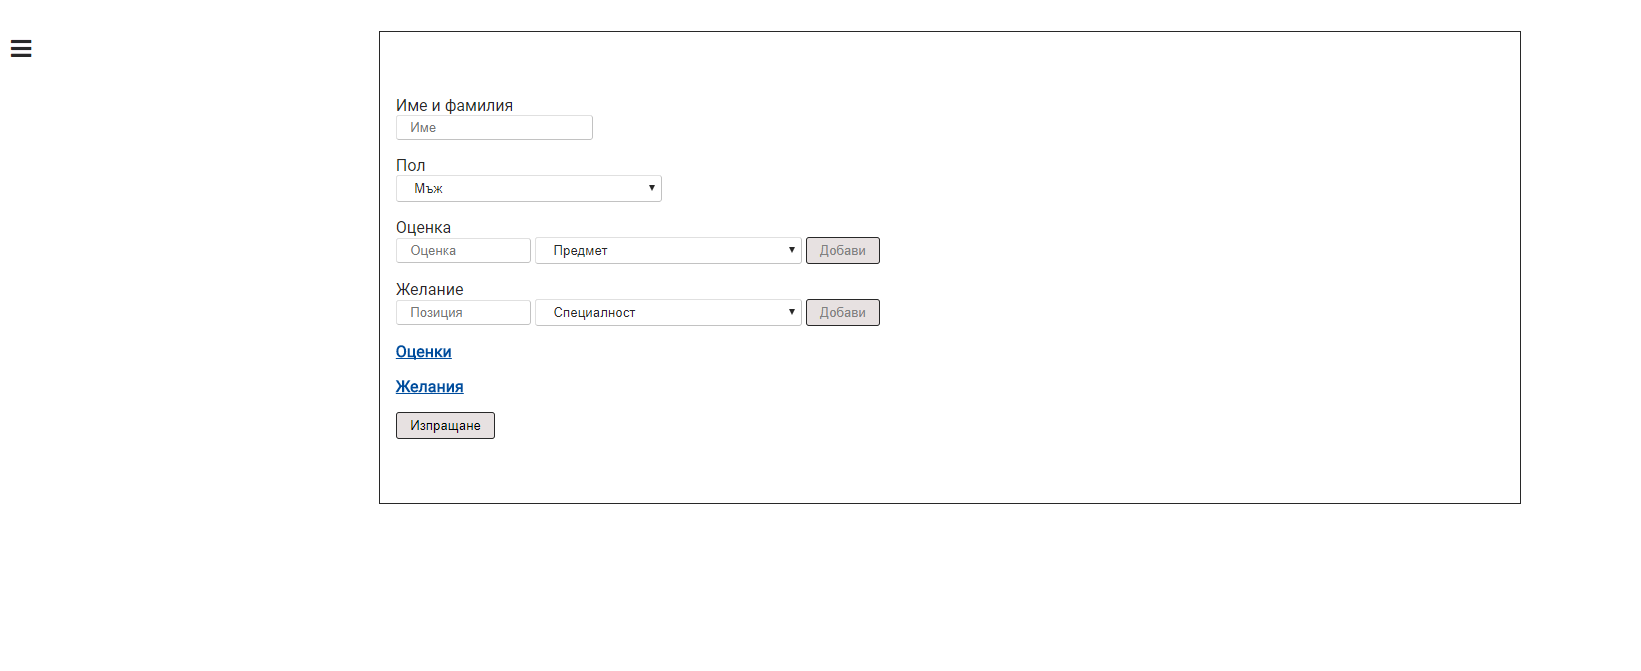 Име и фамилия
Име
Пол
Мъж
Оценка
Оценка Предмет Добави
Желание
Позиция Специалност Добави
Оценки
Желания
Изпращане